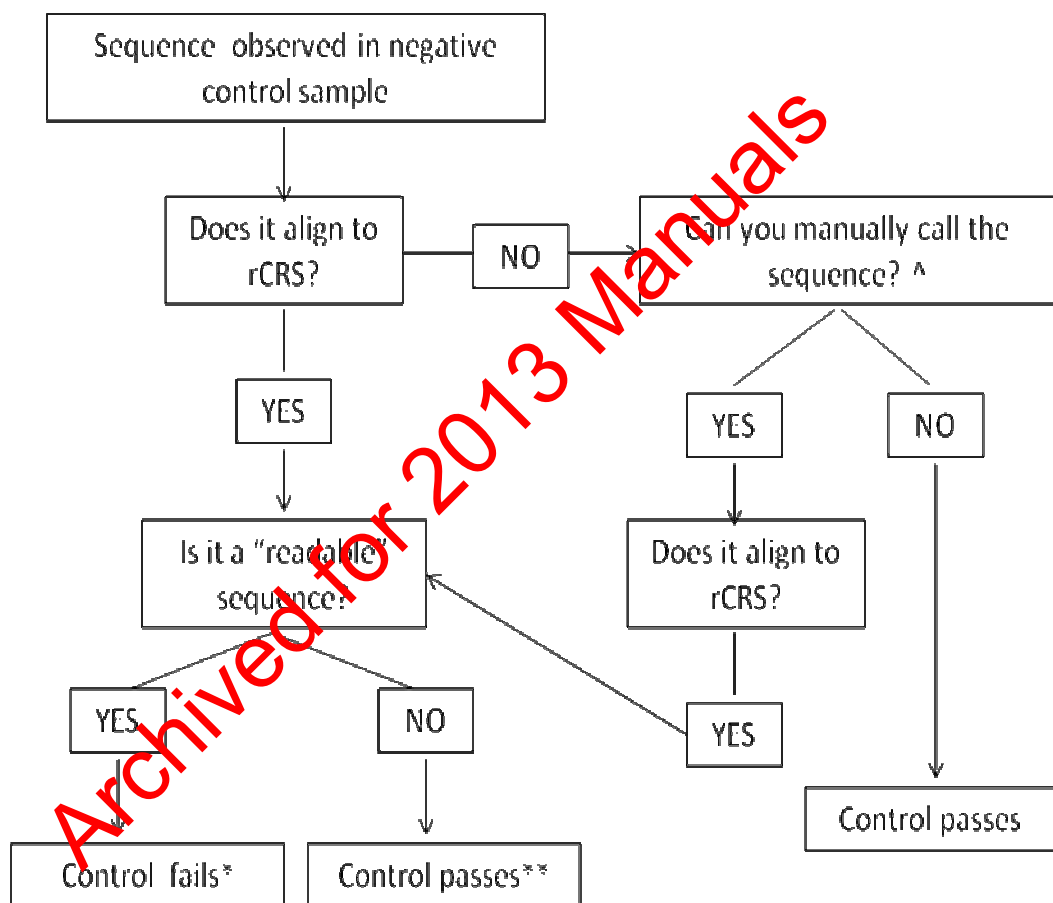 Sequence observed in negative
control sample
Does it align to
rCRS?
NO
Can you manually call the
sequence? ^
YES
YES
NO
Is it a "readable"
sequence?
Does it align to
rCRS?
YES
NO
YES
Control passes
Control fails*
Control passes**
Archived for 2013 Manuals